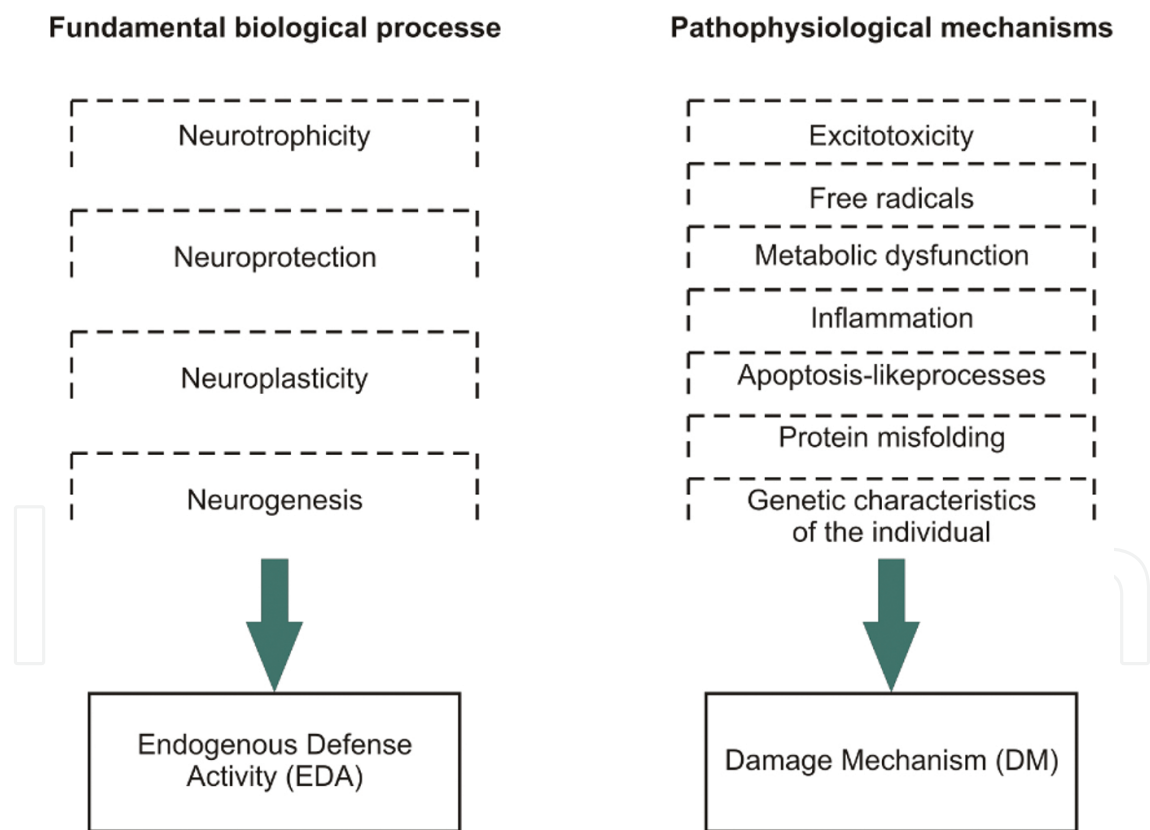 Fundamental biological processe
Neurotrophicity
Neuroprotection
Neuroplasticity
Neurogenesis
Endogenous Defense
Activity (EDA)
Pathophysiological mechanisms
Excitotoxicity
Free radicals
Metabolic dysfunction
Inflammation
Apoptosis-likeprocesses
Protein misfolding
Genetic characteristics
of the individual
Damage Mechanism (DM)